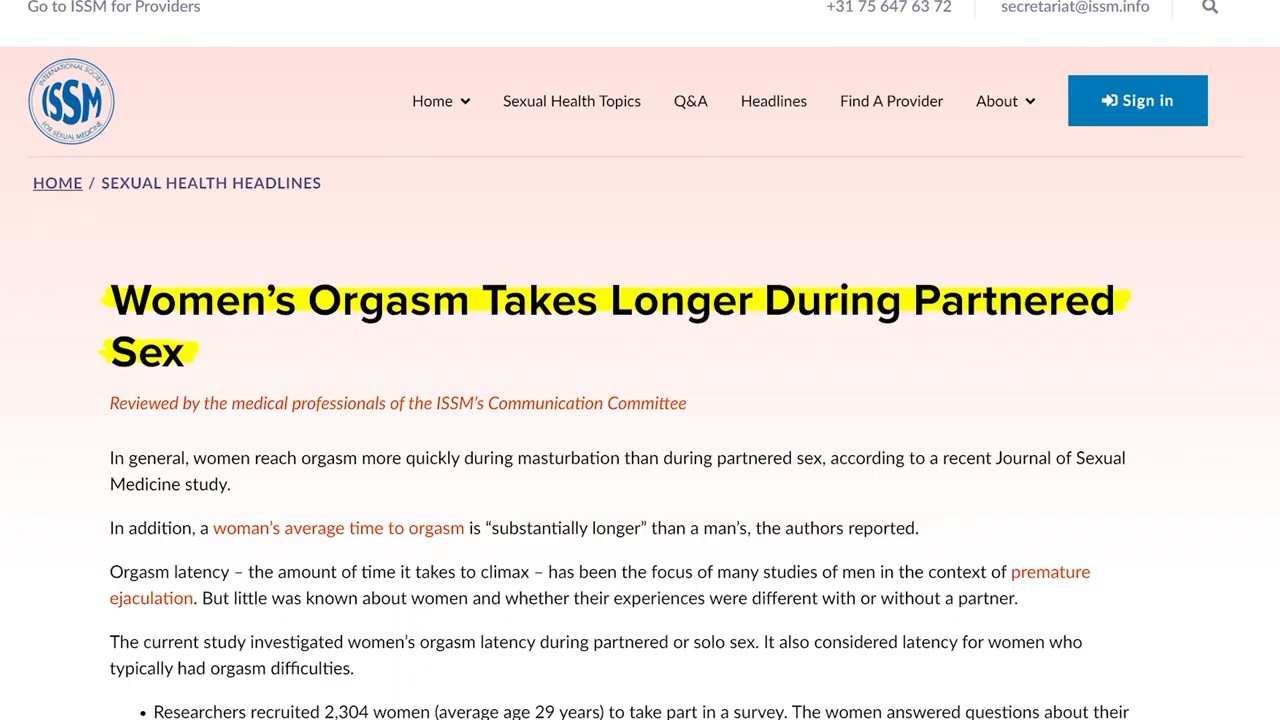 Go to ISSM for Providers
+31 75 647 63 72
secretariat@issm.info
INTERNATIONAL SOCIETY
ISSM
FOR SEXUAL MEDICINE
Home
Sexual Health Topics
Q&A
Headlines
Find A Provider
About
Sign in
HOME / SEXUAL HEALTH HEADLINES
Women’s Orgasm Takes Longer During Partnered
Sex
Reviewed by the medical professionals of the ISSM’s Communication Committee
In general, women reach orgasm more quickly during masturbation than during partnered sex, according to a recent Journal of Sexual
Medicine study.
In addition, a woman’s average time to orgasm is “substantially longer” than a man’s, the authors reported.
Orgasm latency – the amount of time it takes to climax – has been the focus of many studies of men in the context of premature
ejaculation. But little was known about women and whether their experiences were different with or without a partner.
The current study investigated women’s orgasm latency during partnered or solo sex. It also considered latency for women who
typically had orgasm difficulties.
• Researchers recruited 2,304 women (average age 29 years) to take part in a survey. The women answered questions about their